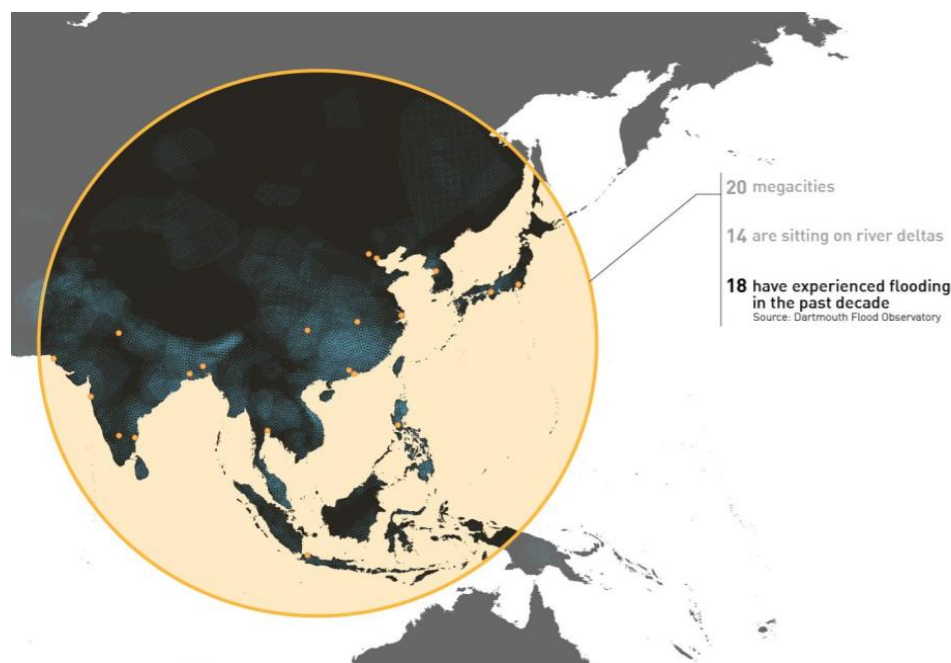 20 megacities
14 are sitting on river deltas
18 have experienced flooding
in the past decade
Source: Dartmouth Flood Observatory